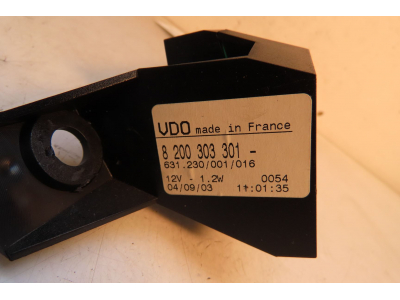 VDO made in France
8 200 303 301 -
631.230/001/016
12V - 1.2W 0054
04/09/03 11:01:35